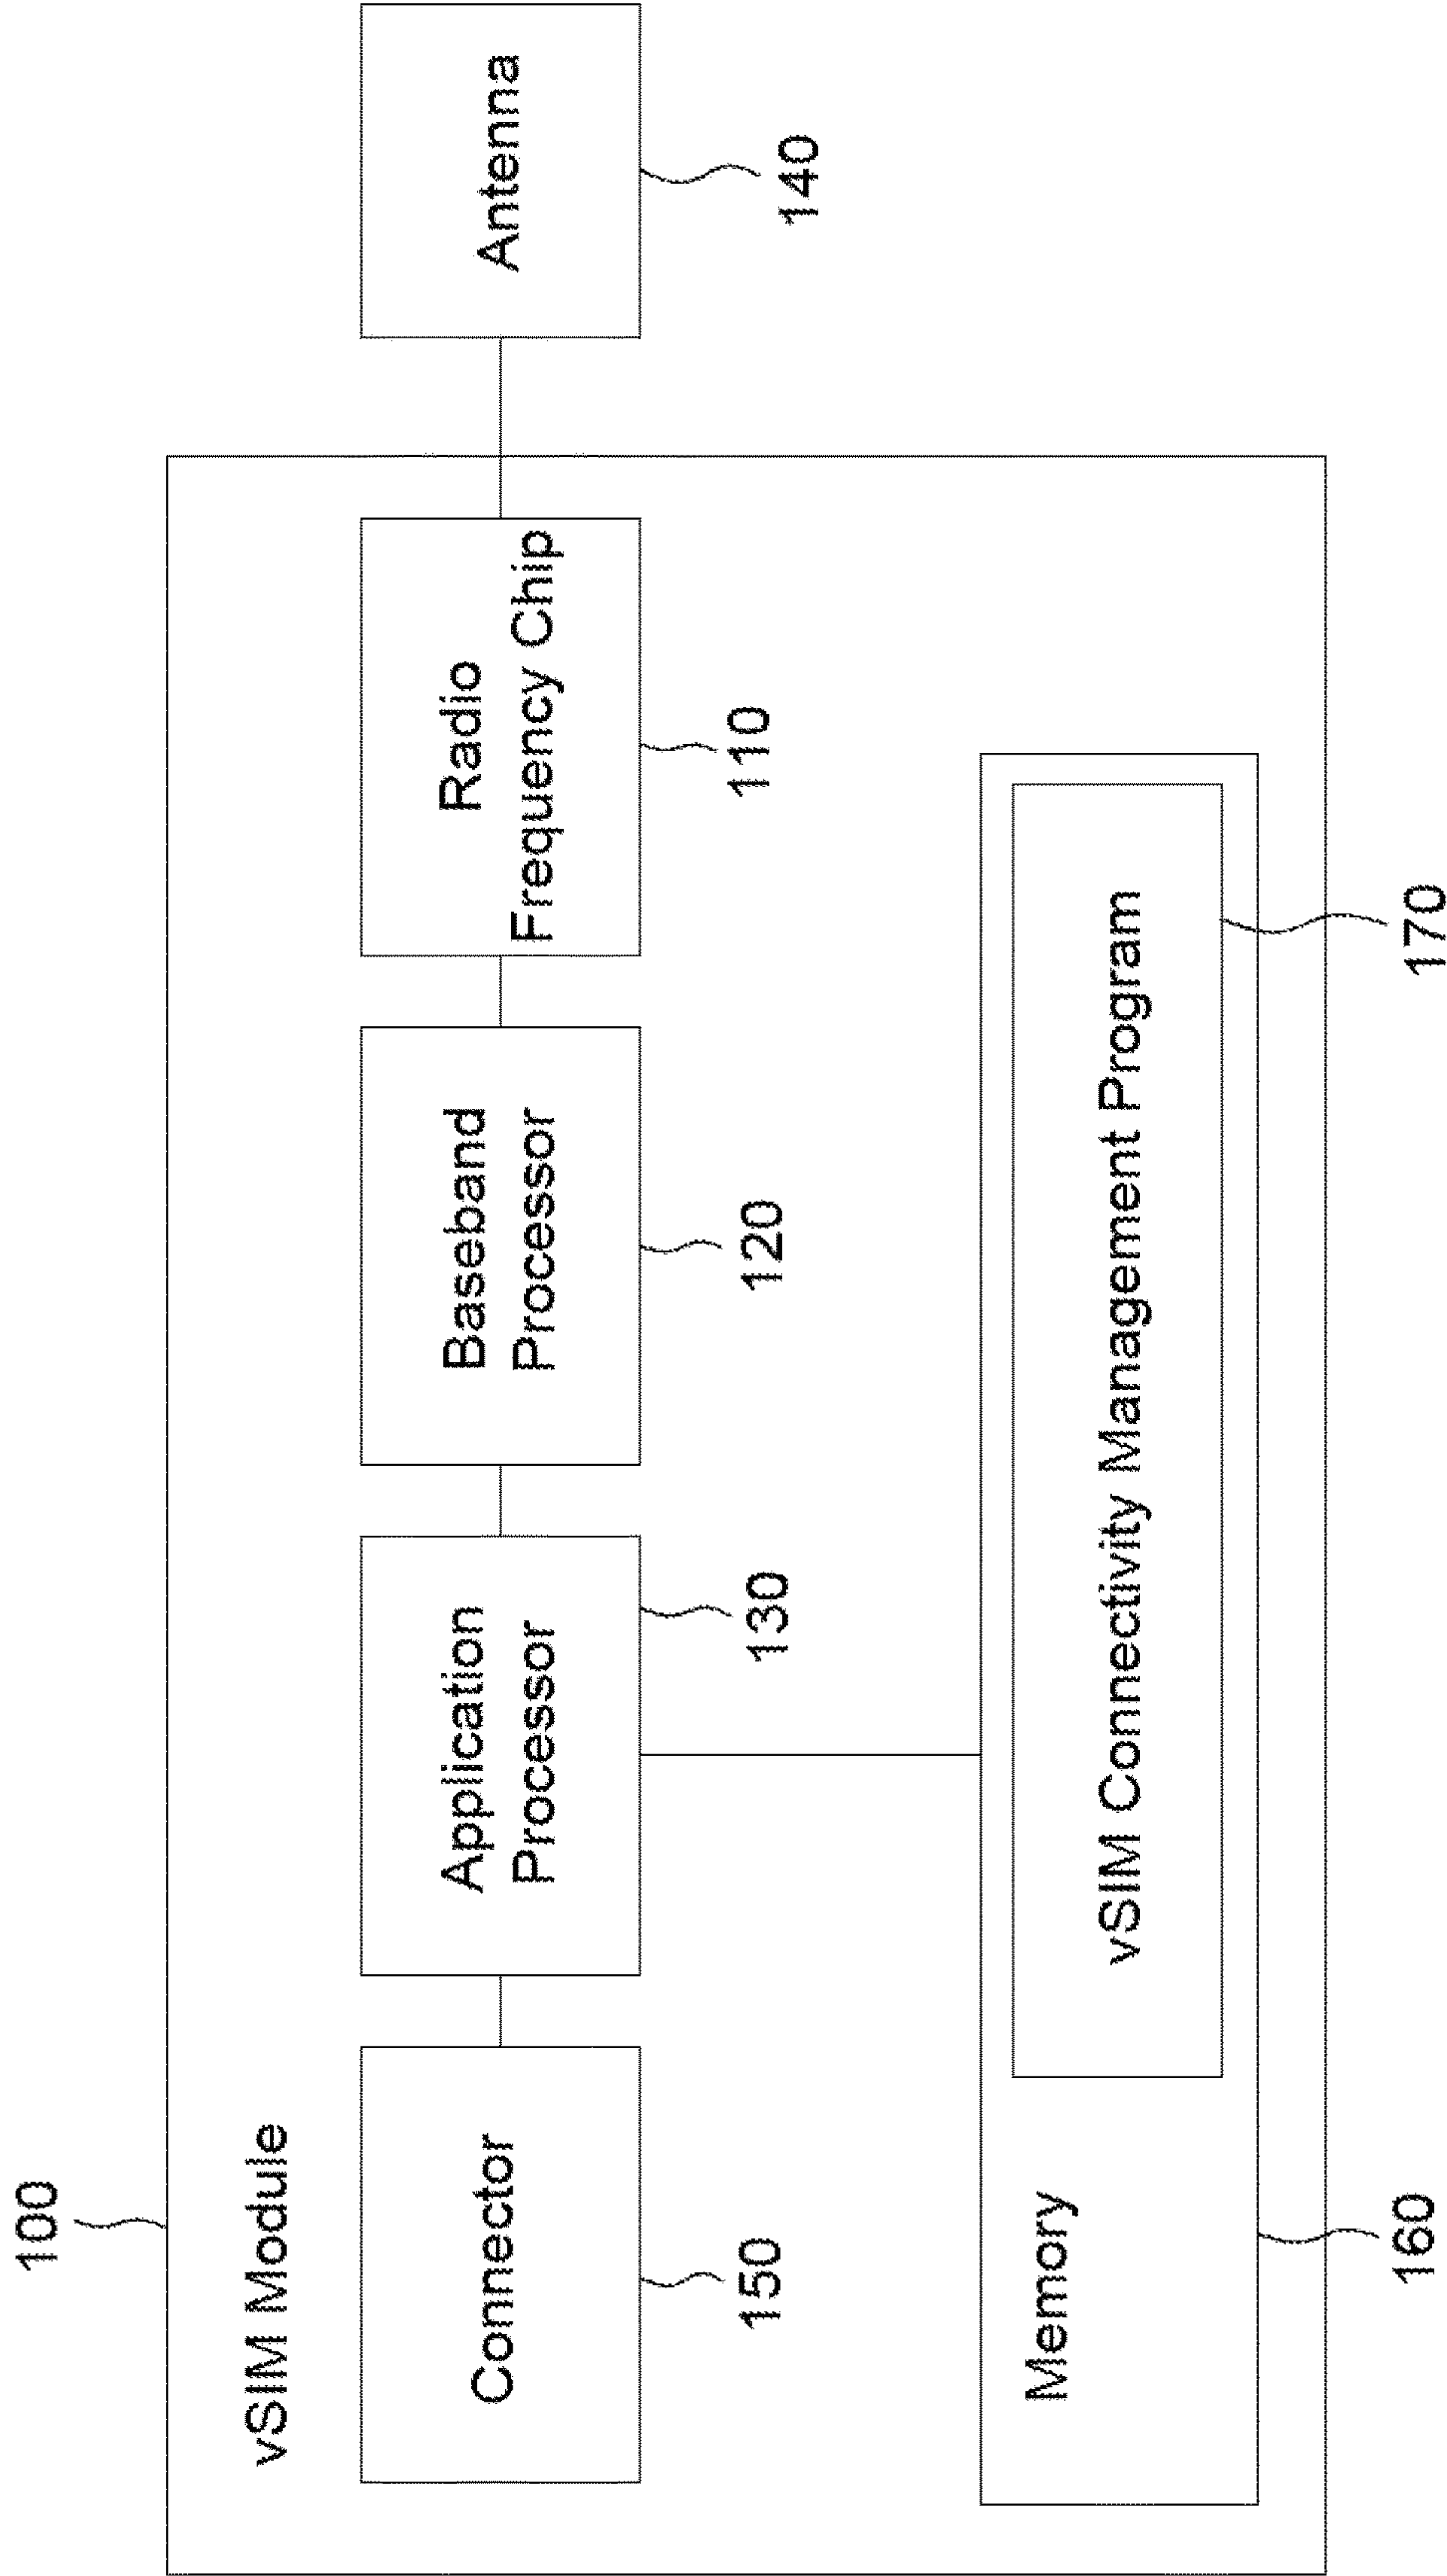 100
vSIM Module
Connector
150
Application
Processor
130
Baseband
Processor
120
Radio
Frequency Chip
110
Antenna
140
Memory
160
vSIM Connectivity Management Program
170